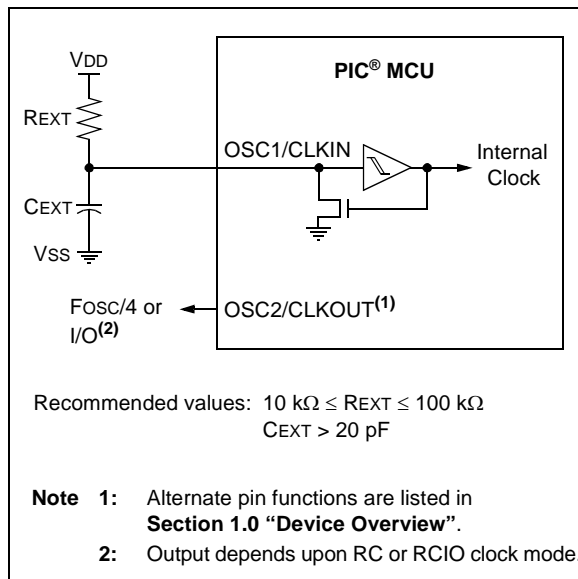 VDD
PIC® MCU
REXT
OSC1/CLKIN
Internal
Clock
CEXT
VSS
FOSC/4 or
I/O(2)
OSC2/CLKOUT(1)
Recommended values: 10 kΩ ≤ REXT ≤ 100 kΩ
CEXT > 20 pF
Note 1: Alternate pin functions are listed in
Section 1.0 “Device Overview”.
2: Output depends upon RC or RCIO clock mode.